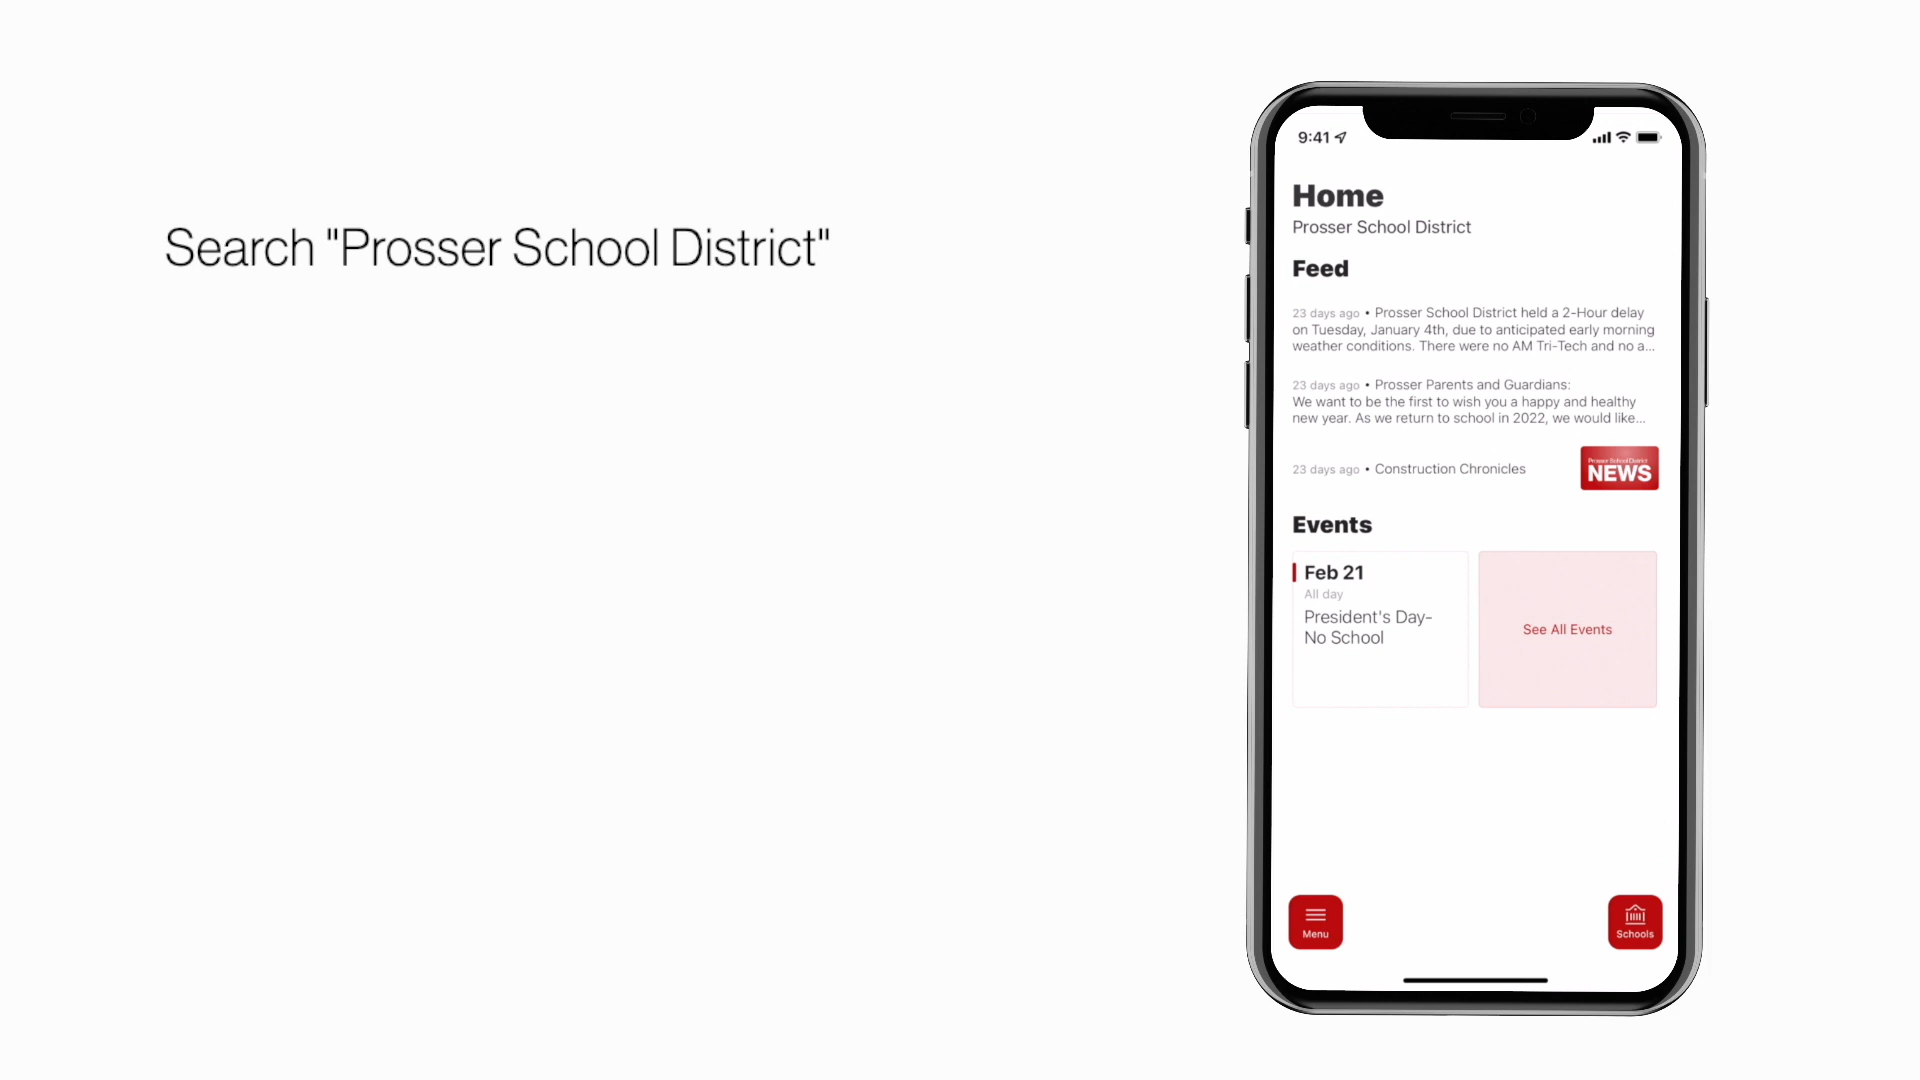 Search "Prosser School District"
9:41
Home
Prosser School District
Feed
23 days ago • Prosser School District held a 2-Hour delay
on Tuesday, January 4th, due to anticipated early morning
weather conditions. There were no AM Tri-Tech and no a...
23 days ago • Prosser Parents and Guardians:
We want to be the first to wish you a happy and healthy
new year. As we return to school in 2022, we would like...
23 days ago • Construction Chronicles
Prosser School District
NEWS
Events
Feb 21
All day
President's Day-
No School
See All Events
Menu
Schools